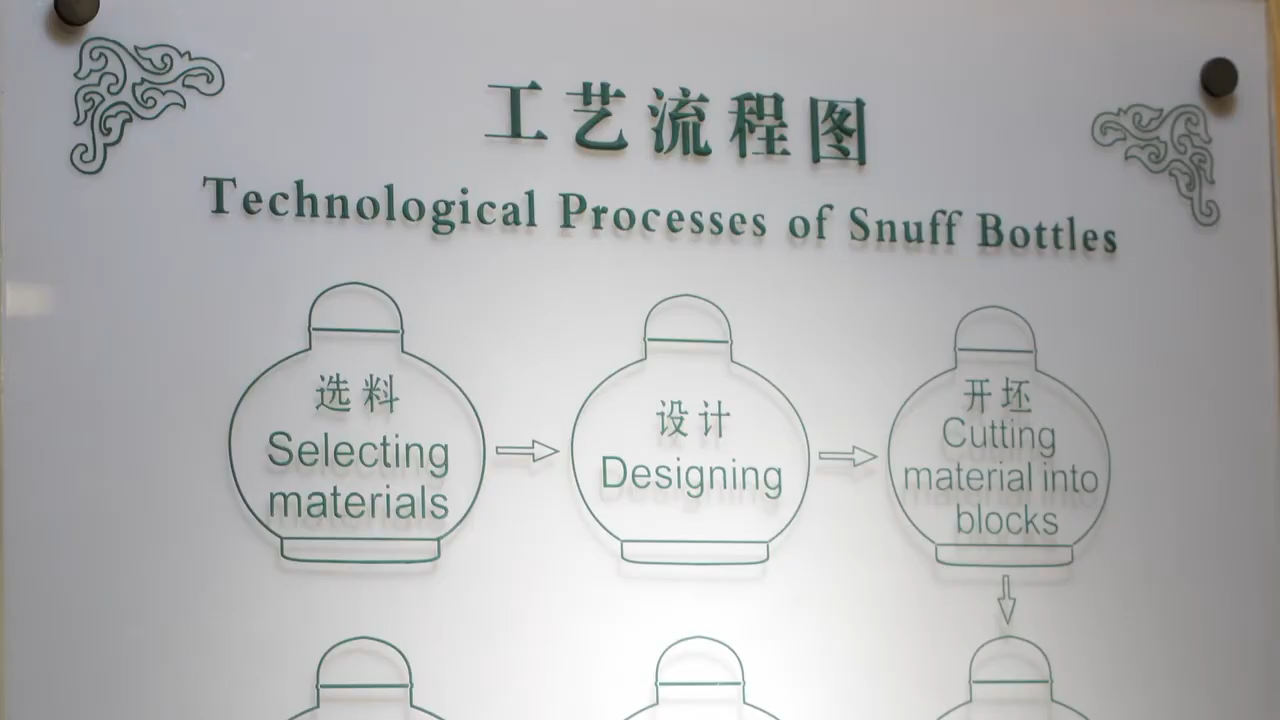 工艺流程图
Technological Processes of Snuff Bottles
选料
Selecting
materials
设计
Designing
开坯
Cutting
material into
blocks